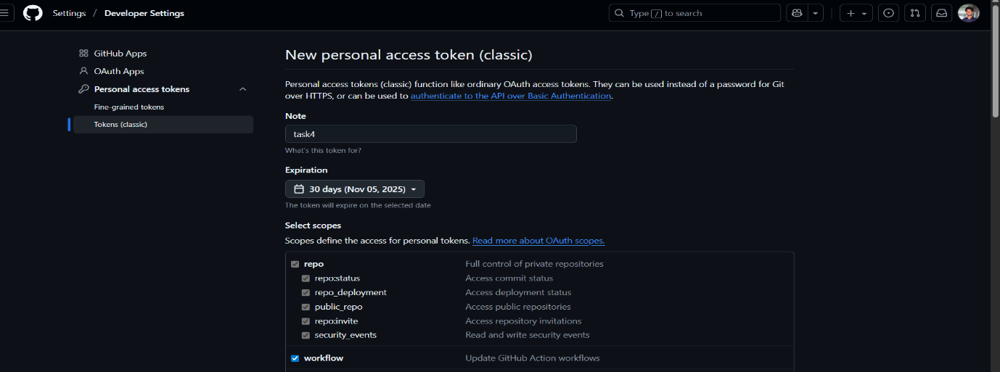 Settings / Developer Settings
Type / to search
GitHub Apps
OAuth Apps
Personal access tokens
Fine-grained tokens
Tokens (classic)
New personal access token (classic)
Personal access tokens (classic) function like ordinary OAuth access tokens. They can be used instead of a password for Git
over HTTPS, or can be used to authenticate to the API over Basic Authentication.
Note
task4
What's this token for?
Expiration
30 days (Nov 05, 2025)
The token will expire on the selected date
Select scopes
Scopes define the access for personal tokens. Read more about OAuth scopes.
repo Full control of private repositories
repo:status Access commit status
repo_deployment Access deployment status
public_repo Access public repositories
repo:invite Access repository invitations
security_events Read and write security events
workflow Update GitHub Action workflows